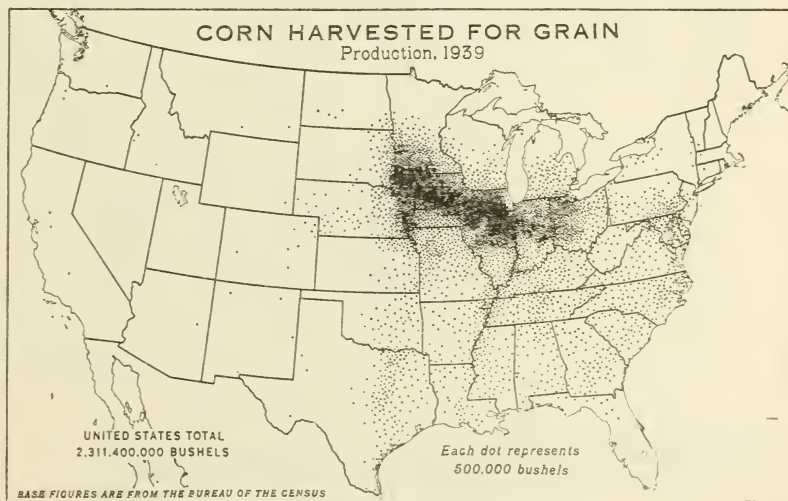 CORN HARVESTED FOR GRAIN
Production, 1939
UNITED STATES TOTAL
2,311,400,000 BUSHELS
Each dot represents
500,000 bushels
BASE FIGURES ARE FROM THE BUREAU OF THE CENSUS